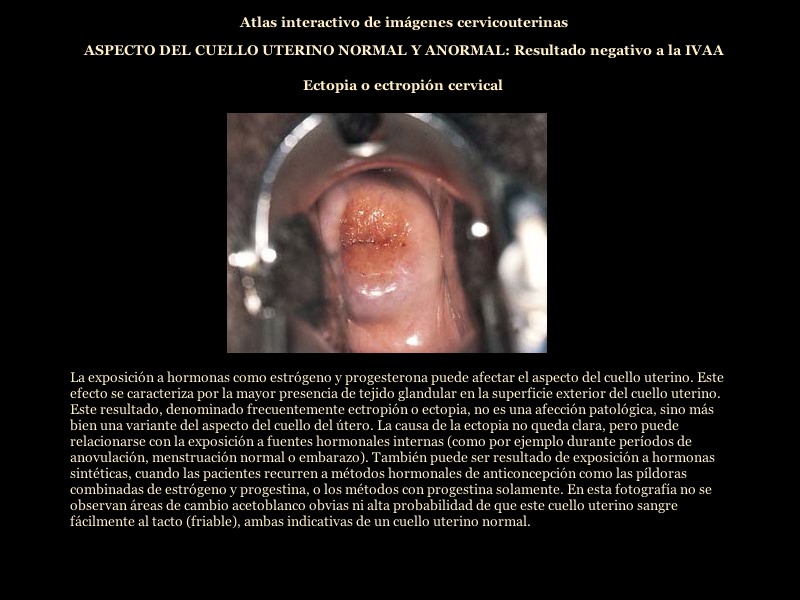 Atlas interactivo de imágenes cervicouterinas
ASPECTO DEL CUELLO UTERINO NORMAL Y ANORMAL: Resultado negativo a la IVAA
Ectopia o ectropión cervical
La exposición a hormonas como estrógeno y progesterona puede afectar el aspecto del cuello uterino. Este
efecto se caracteriza por la mayor presencia de tejido glandular en la superficie exterior del cuello uterino.
Este resultado, denominado frecuentemente ectropión o ectopia, no es una afección patológica, sino más
bien una variante del aspecto del cuello del útero. La causa de la ectopia no queda clara, pero puede
relacionarse con la exposición a fuentes hormonales internas (como por ejemplo durante períodos de
anovulación, menstruación normal o embarazo). También puede ser resultado de exposición a hormonas
sintéticas, cuando las pacientes recurren a métodos hormonales de anticoncepción como las píldoras
combinadas de estrógeno y progestina, o los métodos con progestina solamente. En esta fotografía no se
observan áreas de cambio acetoblanco obvias ni alta probabilidad de que este cuello uterino sangre
fácilmente al tacto (friable), ambas indicativas de un cuello uterino normal.